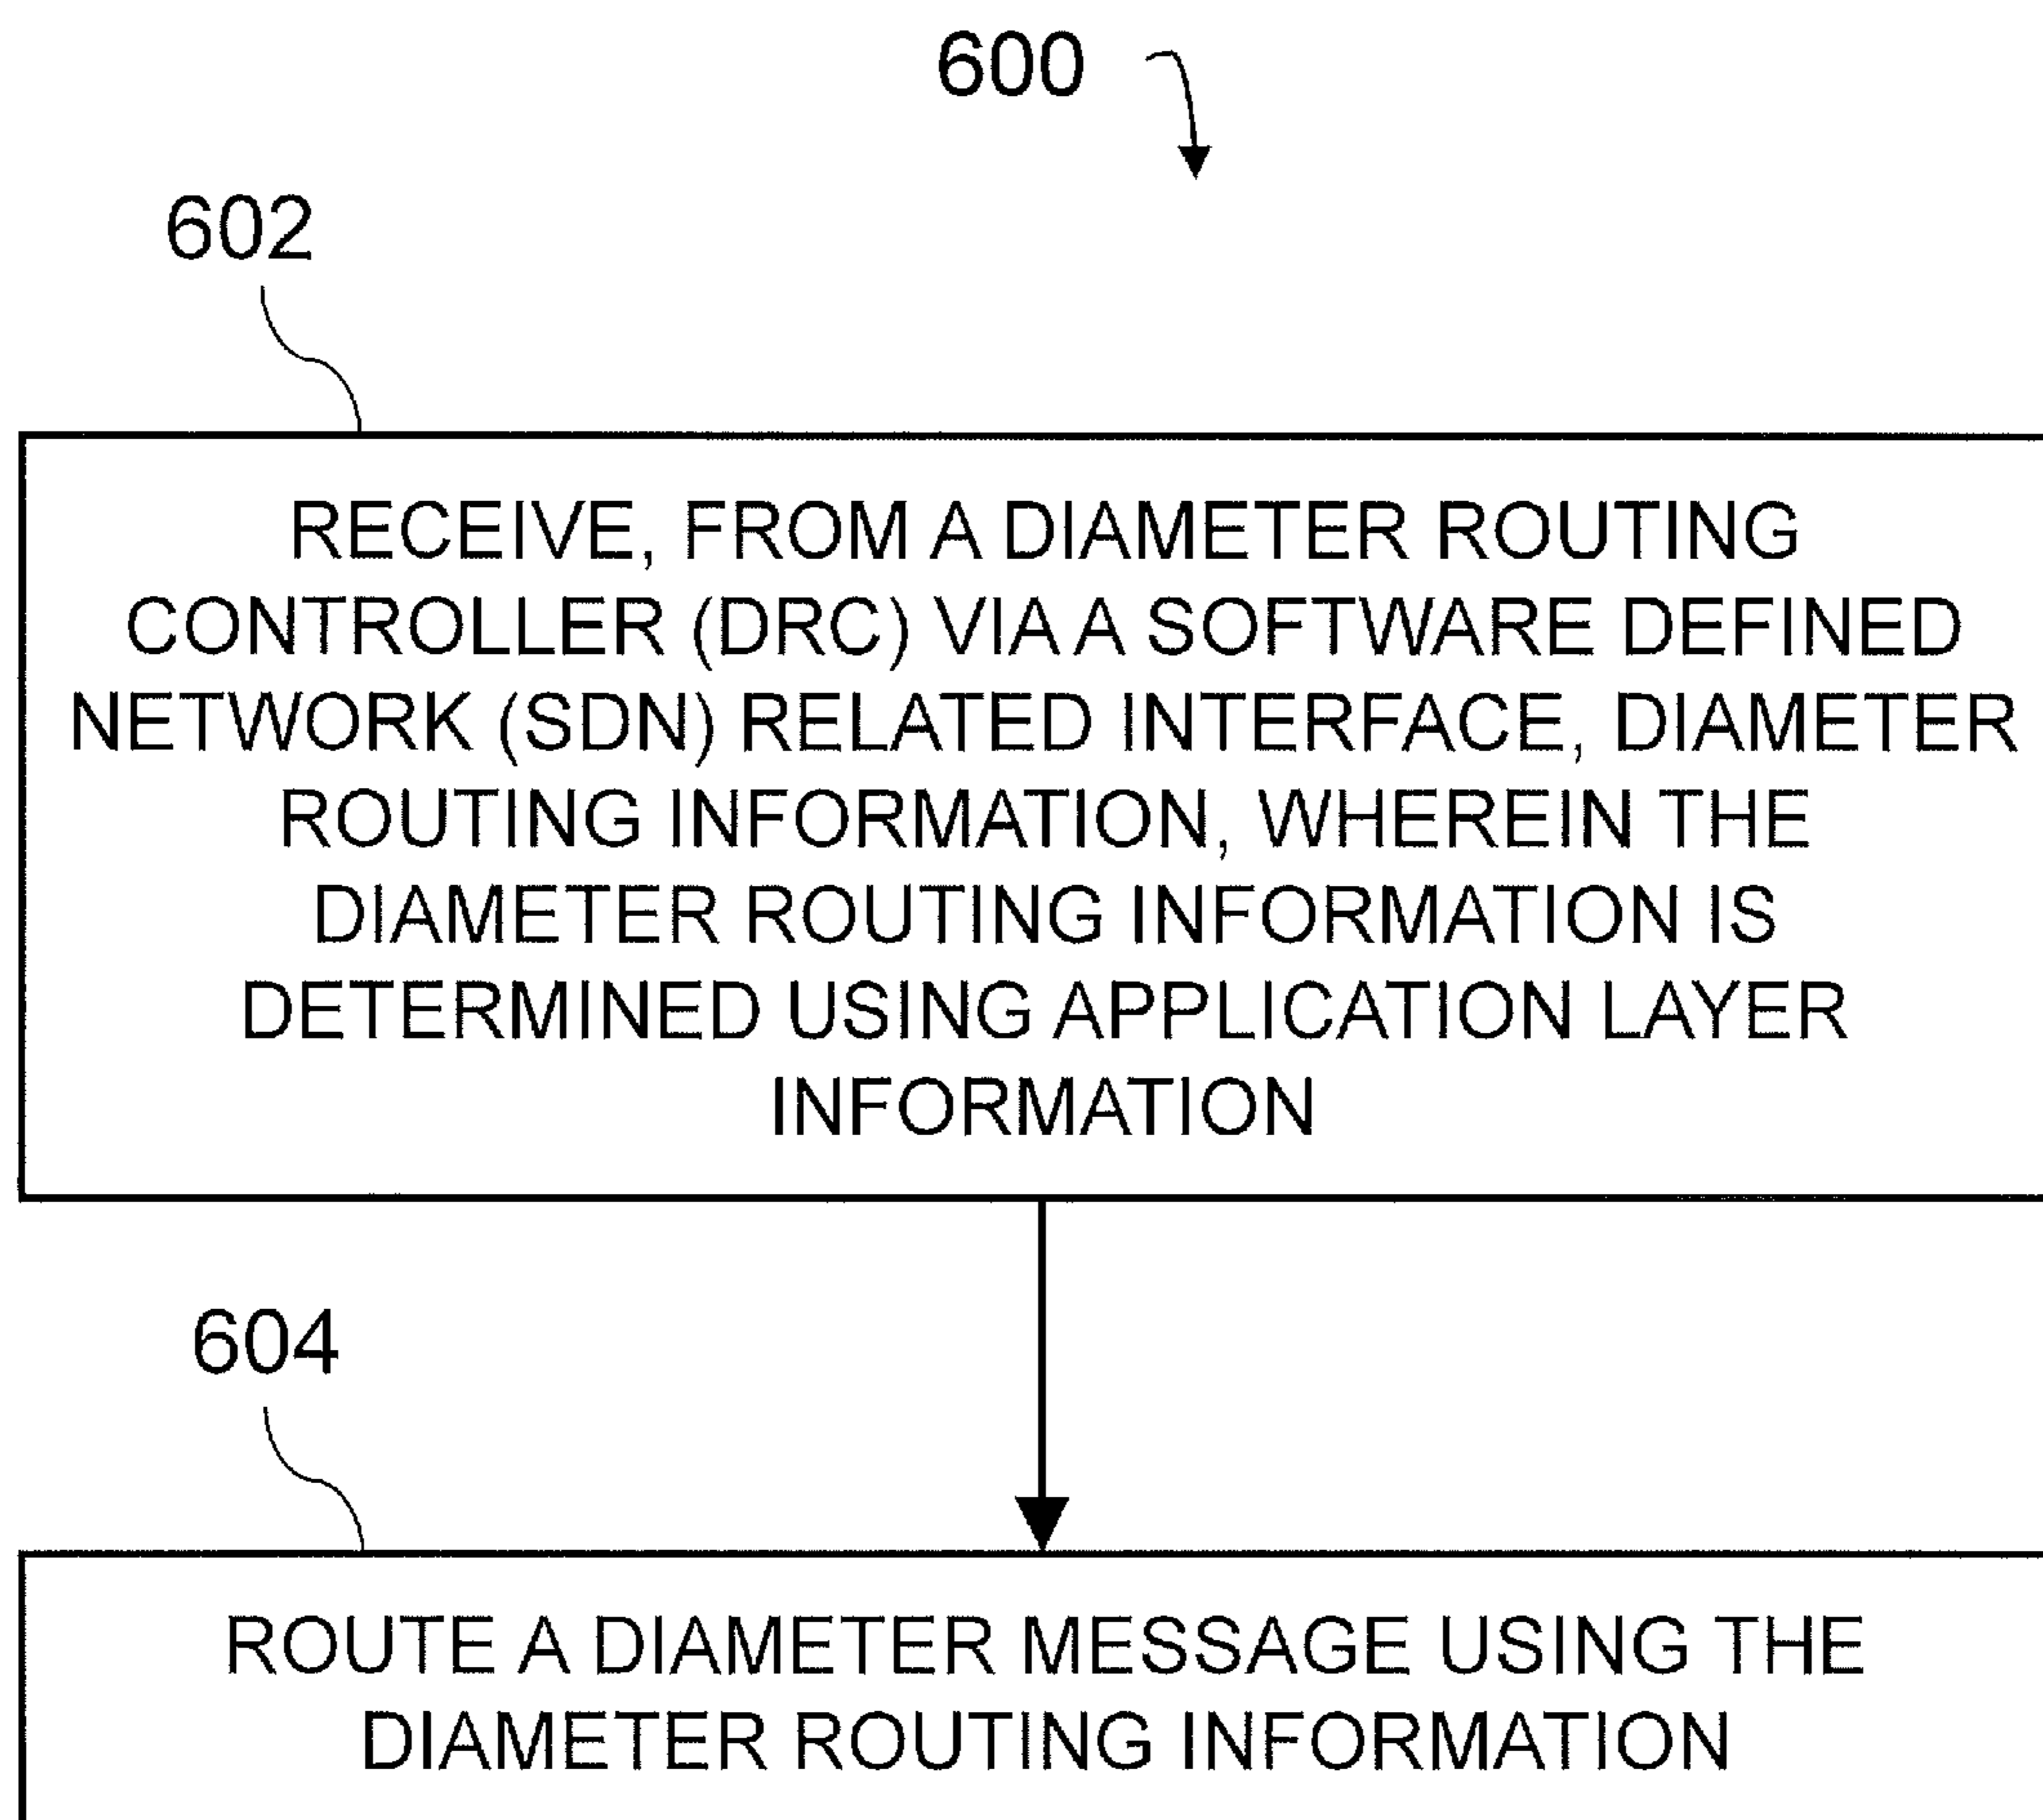 600
602
RECEIVE, FROM A DIAMETER ROUTING
CONTROLLER (DRC) VIA A SOFTWARE DEFINED
NETWORK (SDN) RELATED INTERFACE, DIAMETER
ROUTING INFORMATION, WHEREIN THE
DIAMETER ROUTING INFORMATION IS
DETERMINED USING APPLICATION LAYER
INFORMATION
604
ROUTE A DIAMETER MESSAGE USING THE
DIAMETER ROUTING INFORMATION